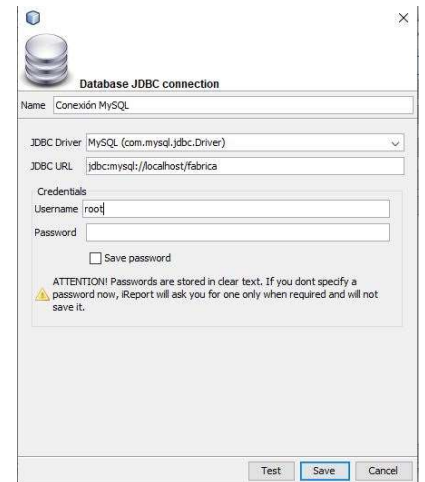 Database JDBC connection
Name Conexión MySQL
JDBC Driver MySQL (com.mysql.jdbc.Driver)
JDBC URL jdbc:mysql://localhost/fabrica
Credentials
Username root
Password
Save password
ATTENTION! Passwords are stored in clear text. If you dont specify a
password now, iReport will ask you for one only when required and will not
save it.
Test Save Cancel